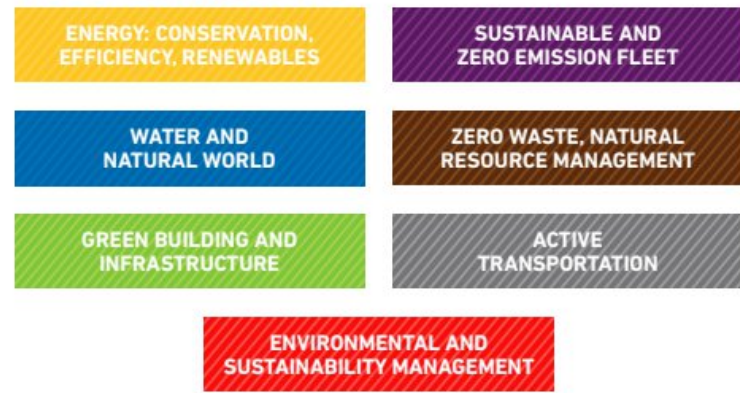 ENERGY: CONSERVATION,
EFFICIENCY, RENEWABLES
SUSTAINABLE AND
ZERO EMISSION FLEET
WATER AND
NATURAL WORLD
ZERO WASTE, NATURAL
RESOURCE MANAGEMENT
GREEN BUILDING AND
INFRASTRUCTURE
ACTIVE
TRANSPORTATION
ENVIRONMENTAL AND
SUSTAINABILITY MANAGEMENT